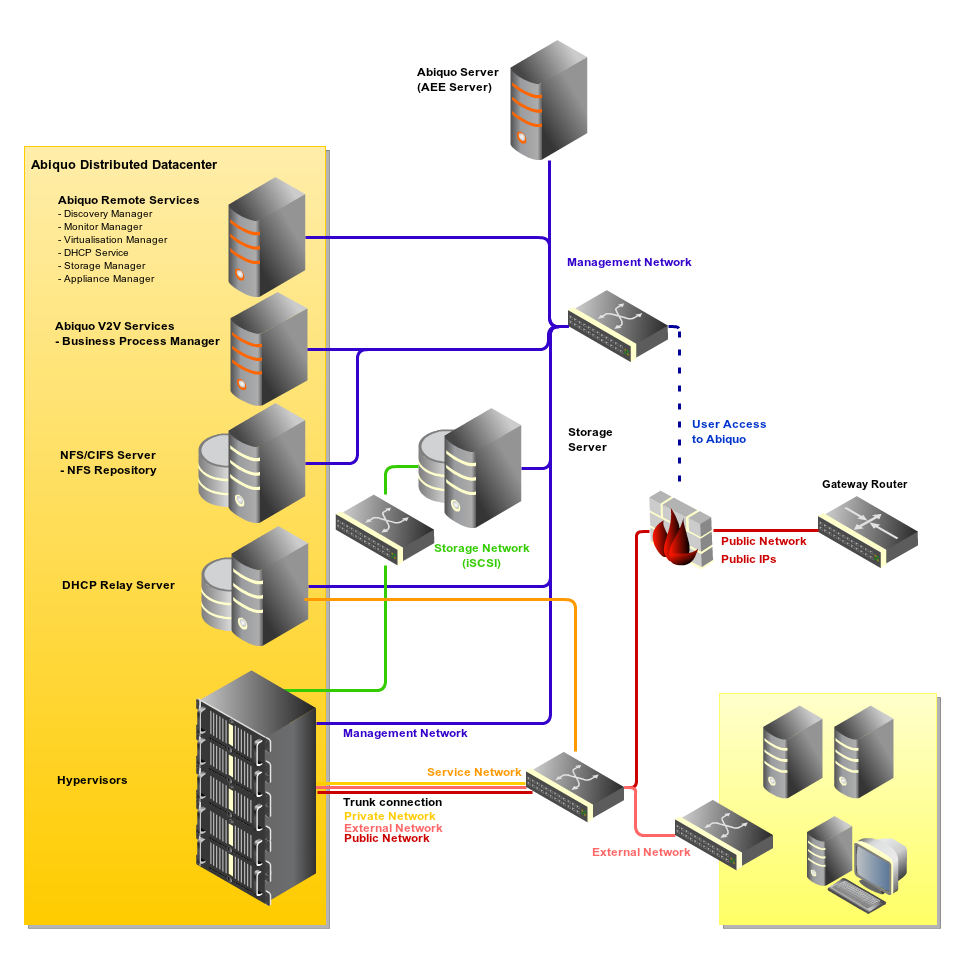 Abiquo Server
(AEE Server)
Abiquo Distributed Datacenter
Abiquo Remote Services
- Discovery Manager
- Monitor Manager
- Virtualisation Manager
- DHCP Service
- Storage Manager
- Appliance Manager
Management Network
Abiquo V2V Services
- Business Process Manager
User Access
to Abiquo
Storage
Server
NFS/CIFS Server
- NFS Repository
Gateway Router
Public Network
Public IPs
Storage Network
(iSCSI)
DHCP Relay Server
Management Network
Hypervisors
Service Network
Trunk connection
Private Network
External Network
Public Network
External Network